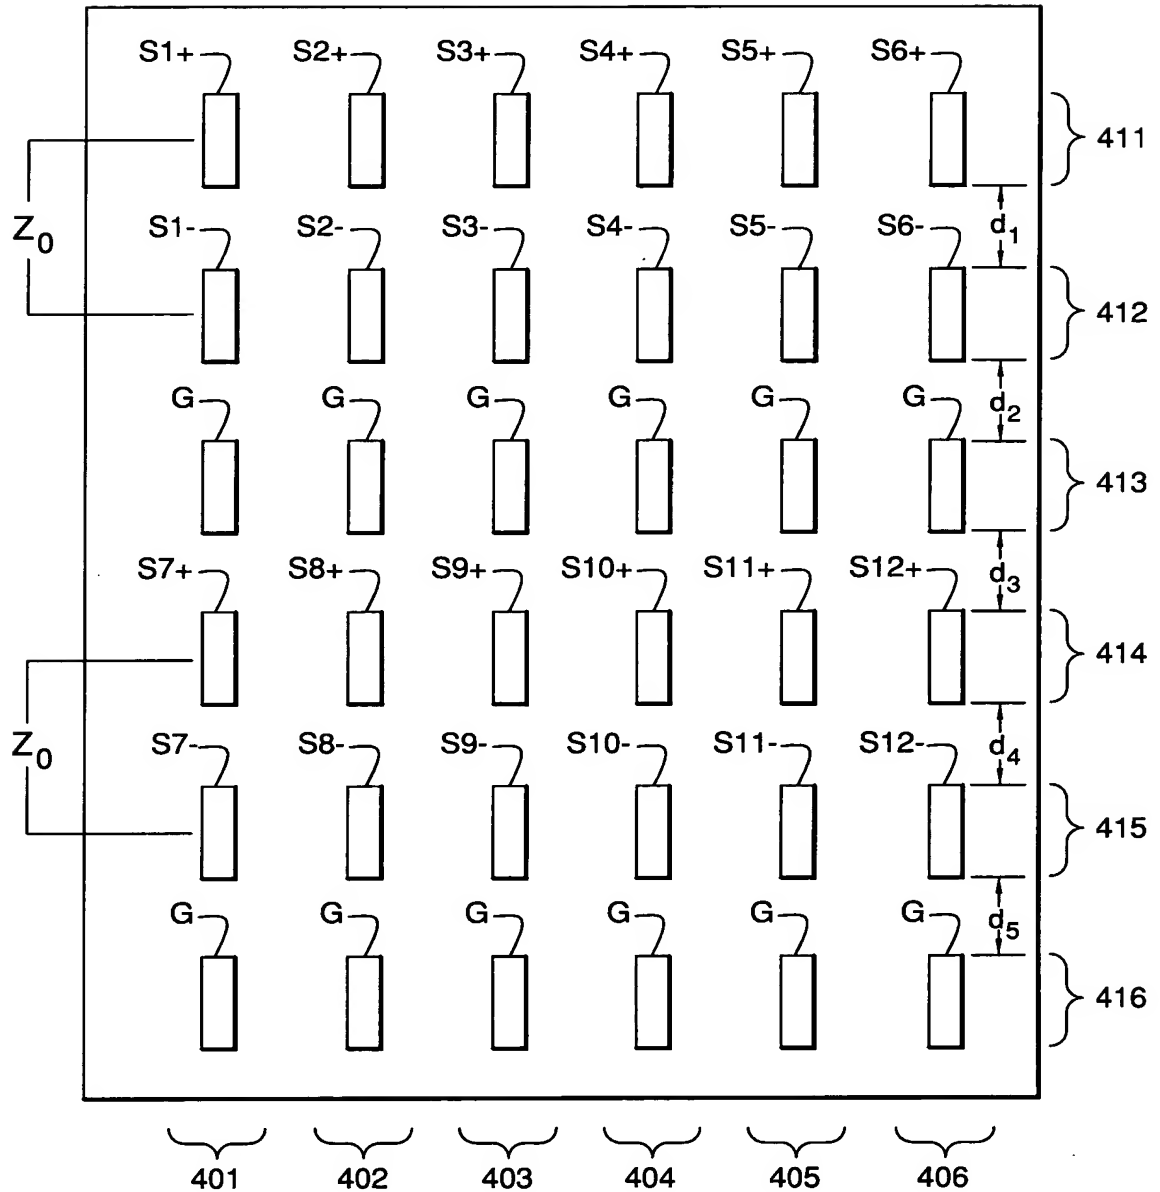 S1+ S2+ S3+ S4+ S5+ S6+
411
Z0
S1- S2- S3- S4- S5- S6- d1
412
G G G G G G d2
413
S7+ S8+ S9+ S10+ S11+ S12+ d3
414
Z0
S7- S8- S9- S10- S11- S12- d4
415
G G G G G G d5
416
401 402 403 404 405 406